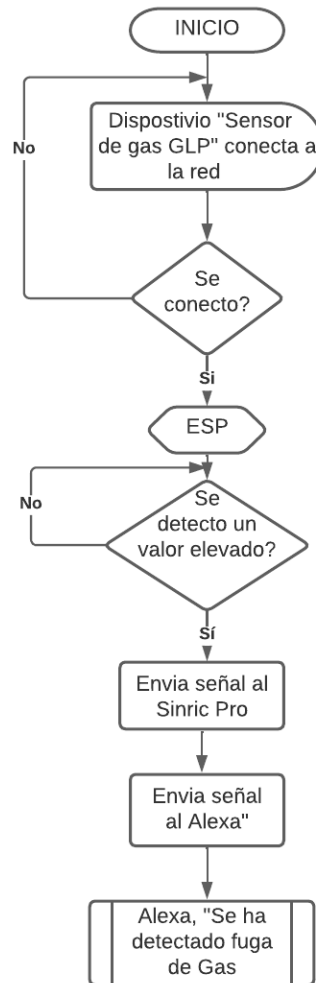 INICIO
Dispostivio "Sensor
de gas GLP" conecta a
la red
No
Se
conecto?
Si
ESP
No
Se
detecto un
valor elevado?
Sí
Envia señal al
Sinric Pro
Envia señal
al Alexa"
Alexa, "Se ha
detectado fuga
de Gas